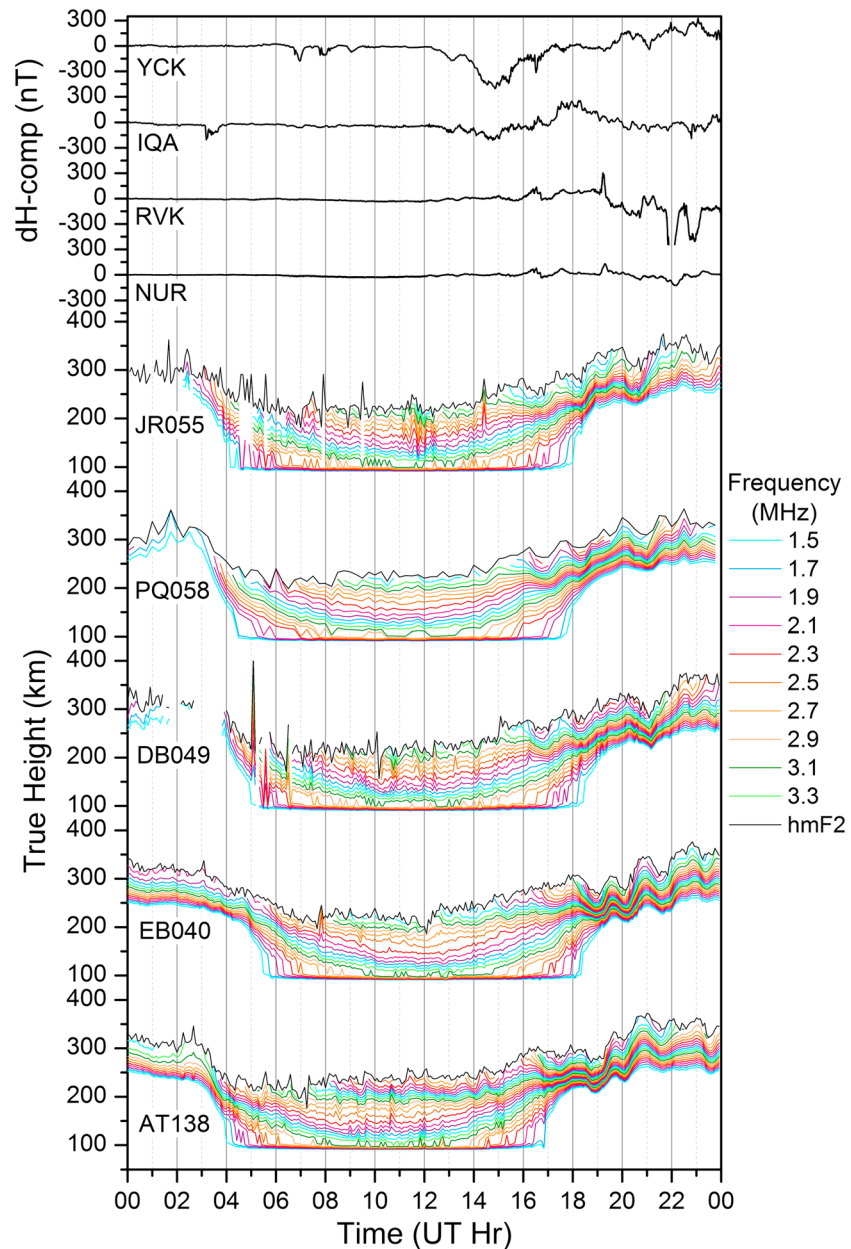 300
0
-300
YCK
300
IQA
-300
300
0
RVK
-300
300
0
NUR
-300
dH-comp (nT)
400
300
200
JR055
100
400
300
200
PQ058
100
400
300
200
DB049
100
400
300
200
EB040
100
400
300
200
AT138
100
True Height (km)
00 02 04 06 08 10 12 14 16 18 20 22 00
Time (UT Hr)
Frequency
(MHz)
1.5
1.7
1.9
2.1
2.3
2.5
2.7
2.9
3.1
3.3
hmF2